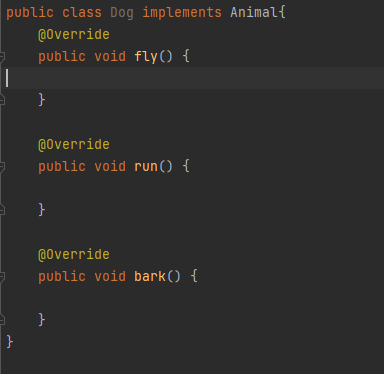 public class Dog implements Animal{
    @Override
    public void fly() {

    }

    @Override
    public void run() {

    }

    @Override
    public void bark() {

    }
}